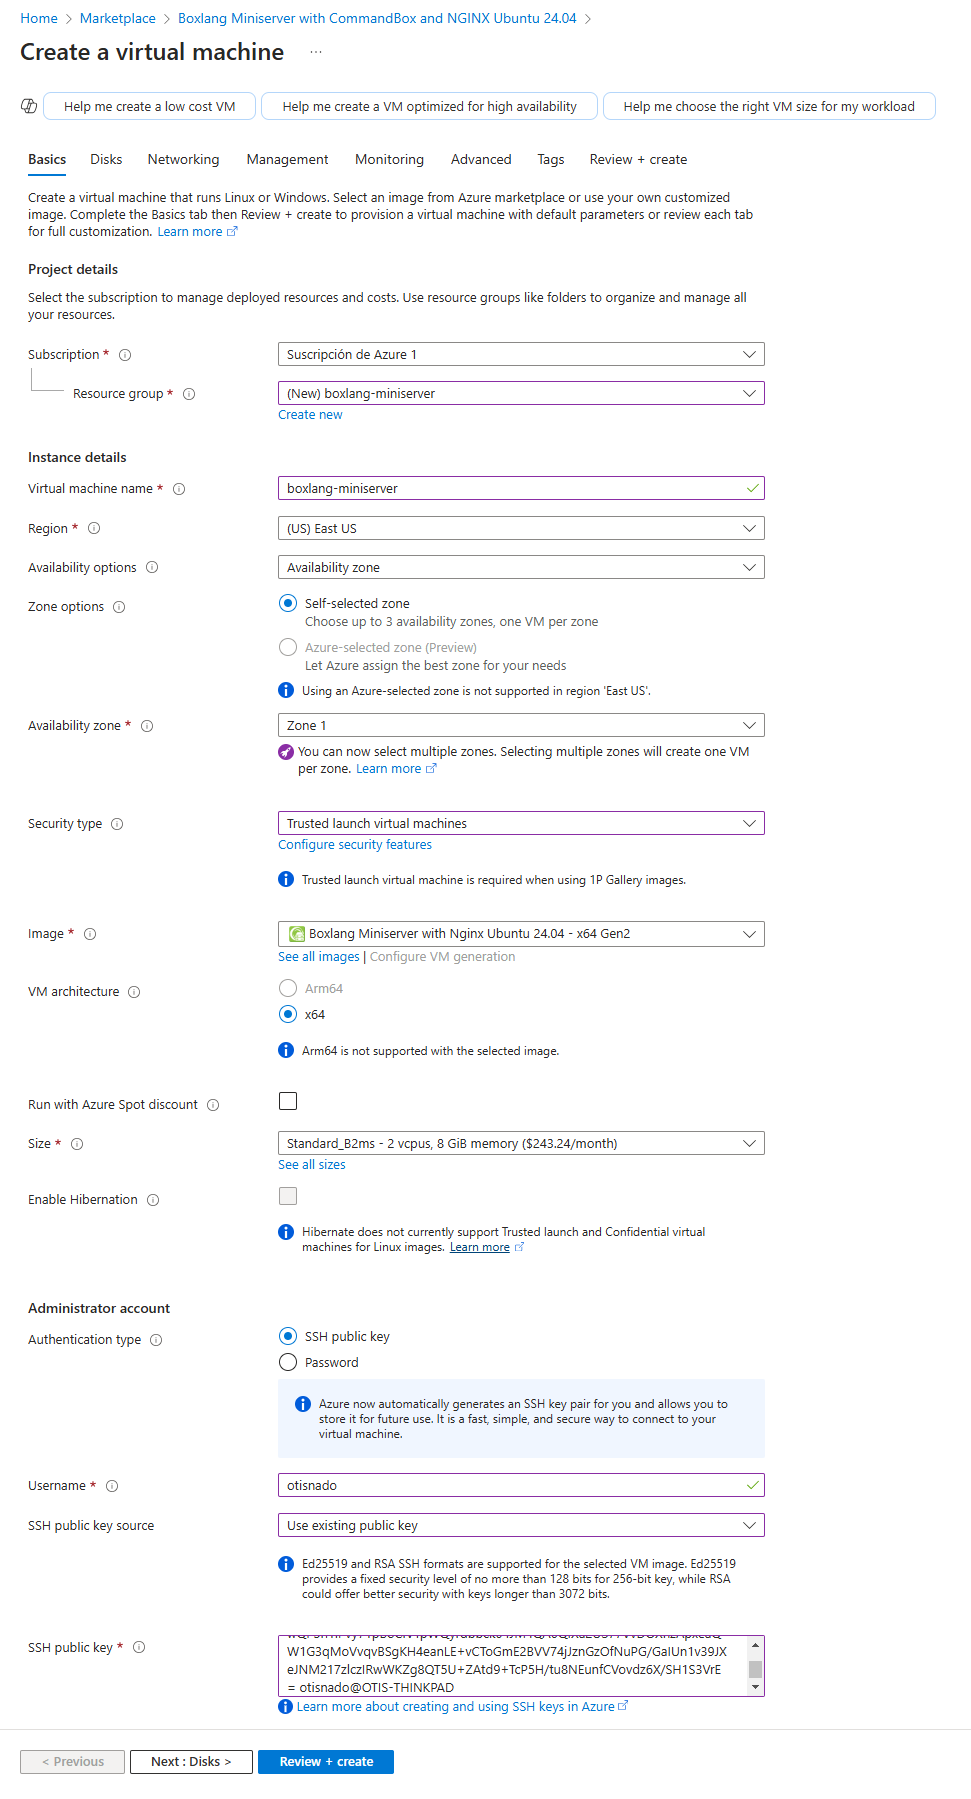 Home > Marketplace > Boxlang Miniserver with CommandBox and NGINX Ubuntu 24.04 >
Create a virtual machine ...
Help me create a low cost VM
Help me create a VM optimized for high availability
Help me choose the right VM size for my workload
Basics Disks Networking Management Monitoring Advanced Tags Review + create
Create a virtual machine that runs Linux or Windows. Select an image from Azure marketplace or use your own customized
image. Complete the Basics tab then Review + create to provision a virtual machine with default parameters or review each tab
for full customization. Learn more
Project details
Select the subscription to manage deployed resources and costs. Use resource groups like folders to organize and manage all
your resources.
Subscription *
Suscripción de Azure 1
Resource group *
(New) boxlang-miniserver
Create new
Instance details
Virtual machine name *
boxlang-miniserver
Region *
(US) East US
Availability options
Availability zone
Zone options
Self-selected zone
Choose up to 3 availability zones, one VM per zone
Azure-selected zone (Preview)
Let Azure assign the best zone for your needs
Using an Azure-selected zone is not supported in region 'East US'.
Availability zone *
Zone 1
You can now select multiple zones. Selecting multiple zones will create one VM
per zone. Learn more
Security type
Trusted launch virtual machines
Configure security features
Trusted launch virtual machine is required when using 1P Gallery images.
Image *
Boxlang Miniserver with Nginx Ubuntu 24.04 - x64 Gen2
See all images | Configure VM generation
VM architecture
Arm64
x64
Arm64 is not supported with the selected image.
Run with Azure Spot discount
Size *
Standard_B2ms - 2 vcpus, 8 GiB memory ($243.24/month)
See all sizes
Enable Hibernation
Hibernate does not currently support Trusted launch and Confidential virtual
machines for Linux images. Learn more
Administrator account
Authentication type
SSH public key
Password
Azure now automatically generates an SSH key pair for you and allows you to
store it for future use. It is a fast, simple, and secure way to connect to your
virtual machine.
Username *
otisnado
SSH public key source
Use existing public key
Ed25519 and RSA SSH formats are supported for the selected VM image. Ed25519
provides a fixed security level of no more than 128 bits for 256-bit key, while RSA
could offer better security with keys longer than 3072 bits.
SSH public key *
W1G3qMoVvqvBSgKH4eanLE+vCToGmE2BVV74jJznGzOfNuPG/GaIUn1v39JX
eJNM217zIczIRwWKZg8QT5U+ZAtd9+TcP5H/tu8NEunfCVovdz6X/SH1S3VrE
= otisnado@OTIS-THINKPAD
Learn more about creating and using SSH keys in Azure
< Previous
Next : Disks >
Review + create